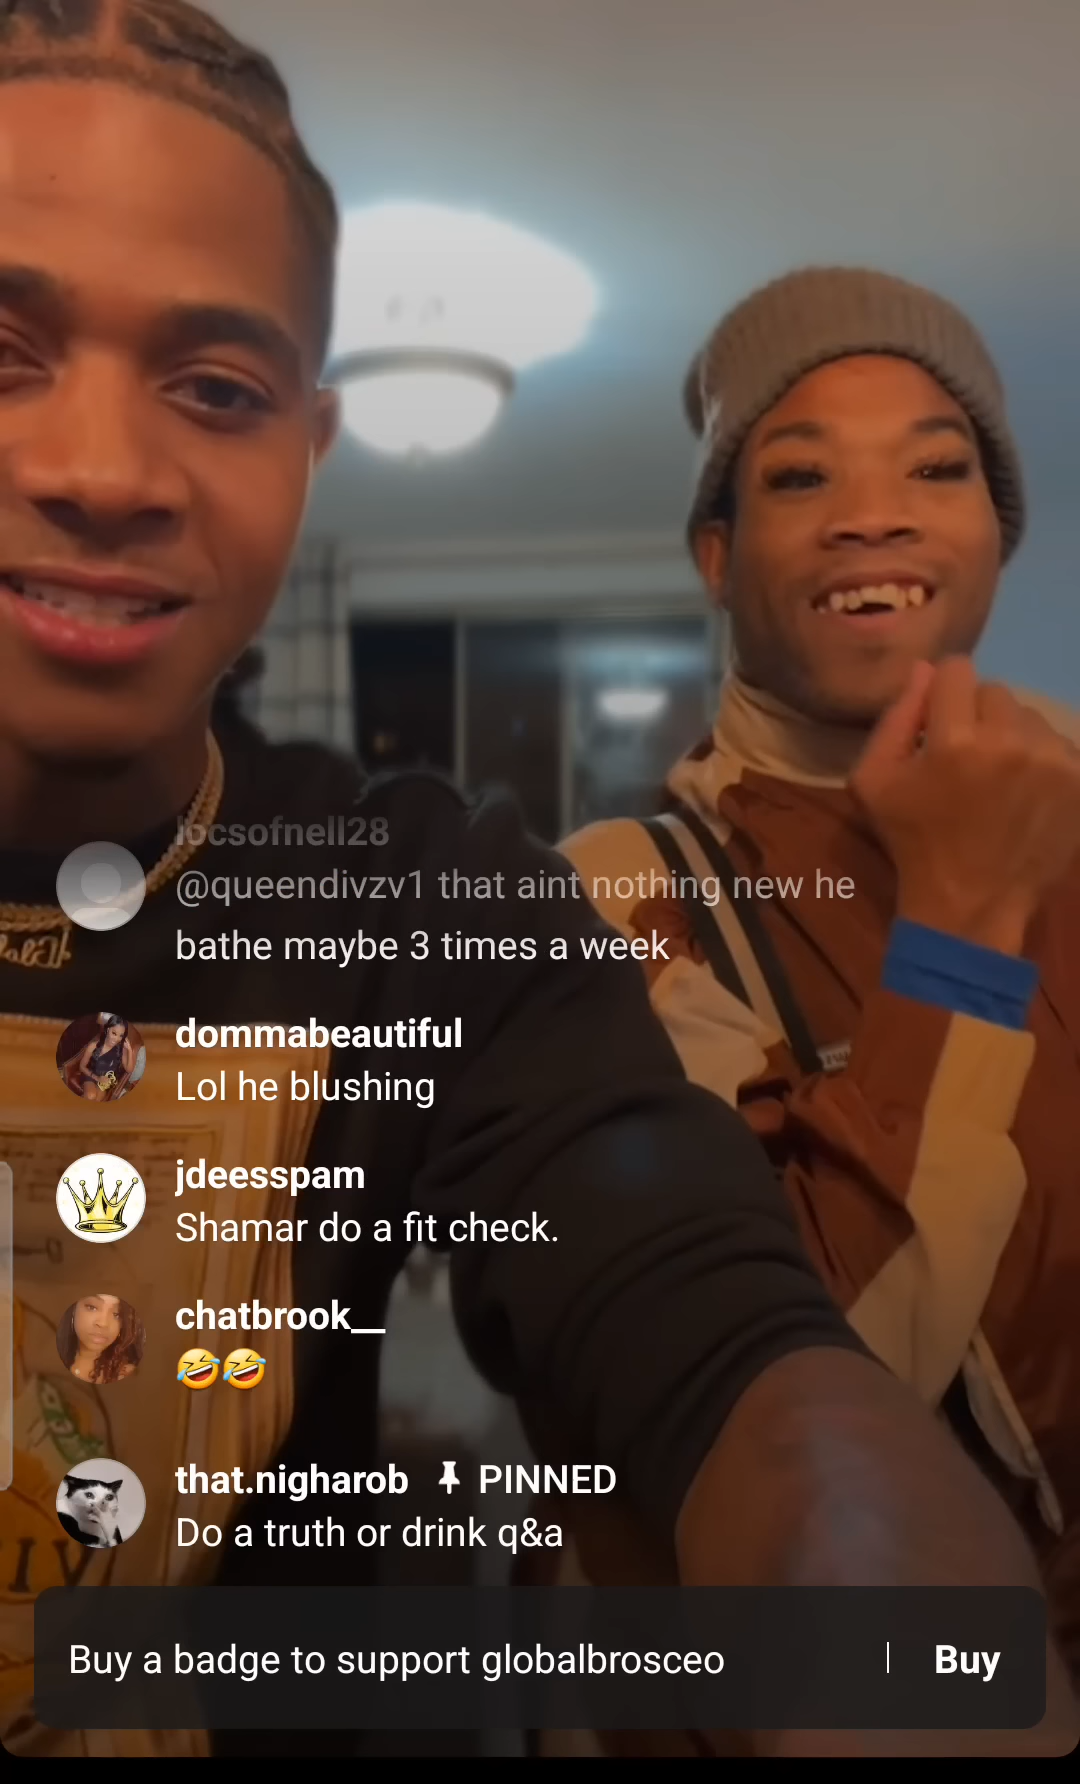 locsofnell28
@queendivzv1 that aint nothing new he
bathe maybe 3 times a week
dommabeautiful
Lol he blushing
jdeesspam
Shamar do a fit check.
chatbrook__
🤣🤣
that.nigharob PINNED
Do a truth or drink q&a
Buy a badge to support globalbrosceo | Buy